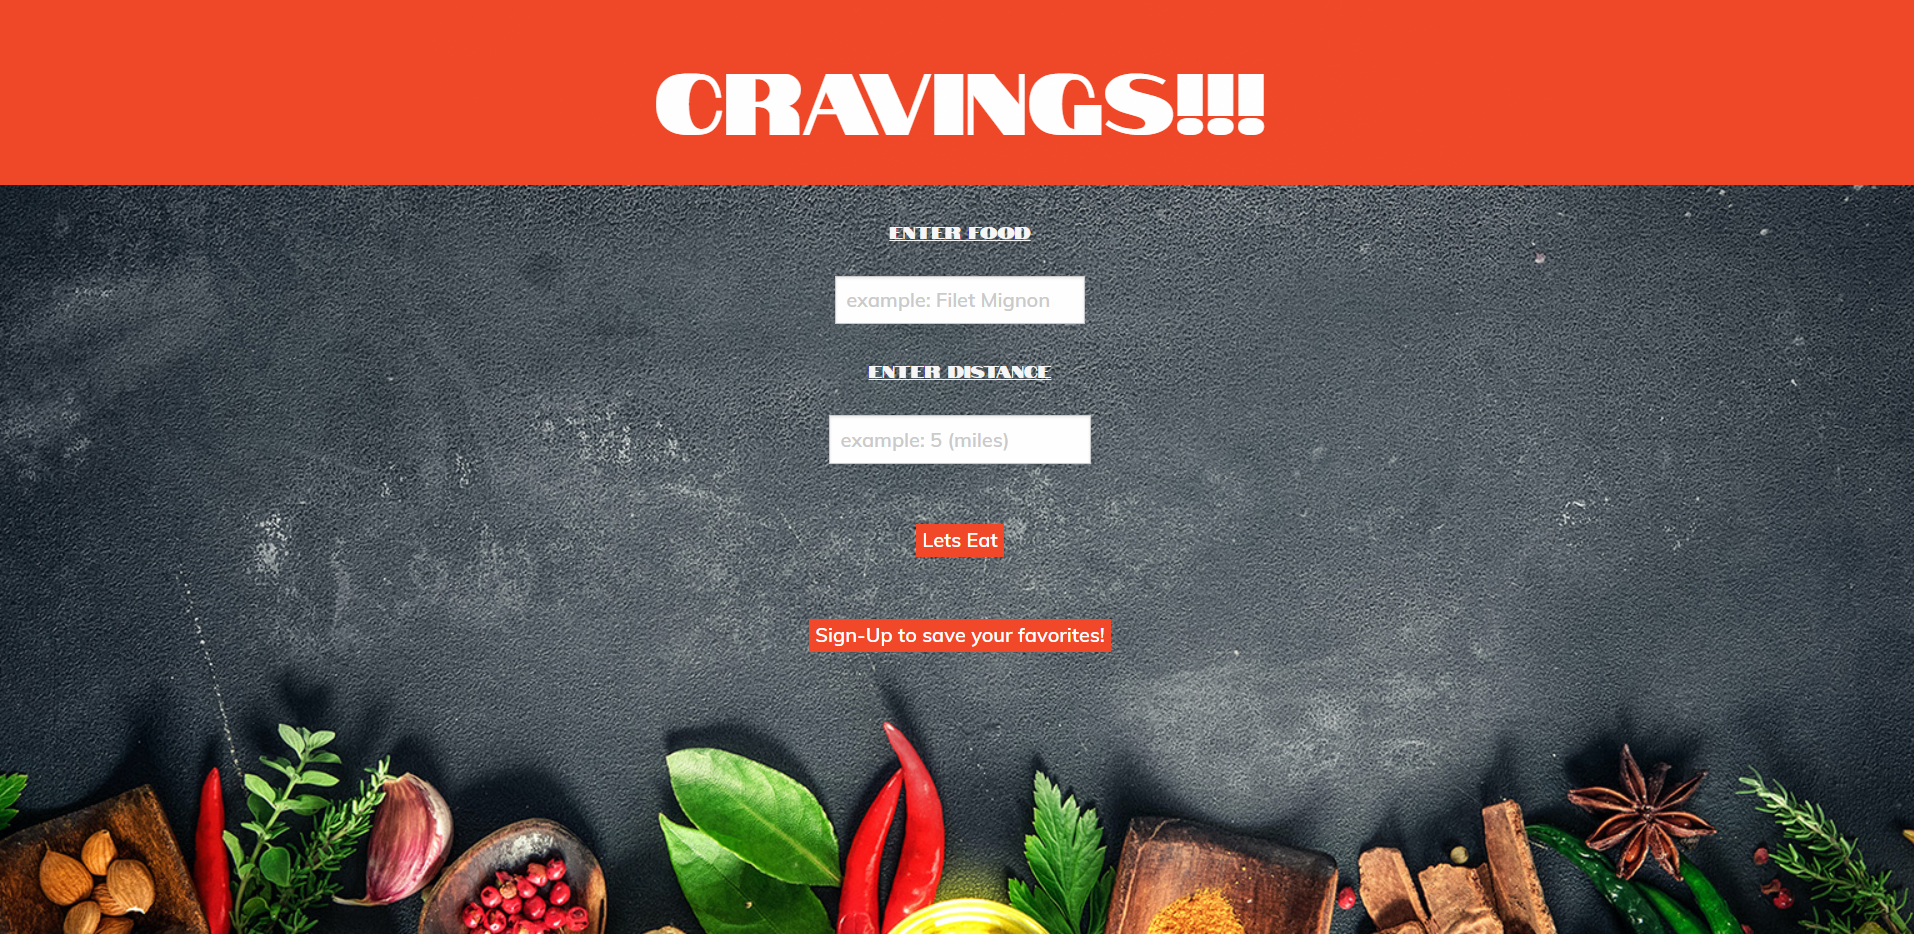 CRAVINGS!!!
ENTER FOOD
example: Filet Mignon
ENTER DISTANCE
example: 5 (miles)
Lets Eat
Sign-Up to save your favorites!